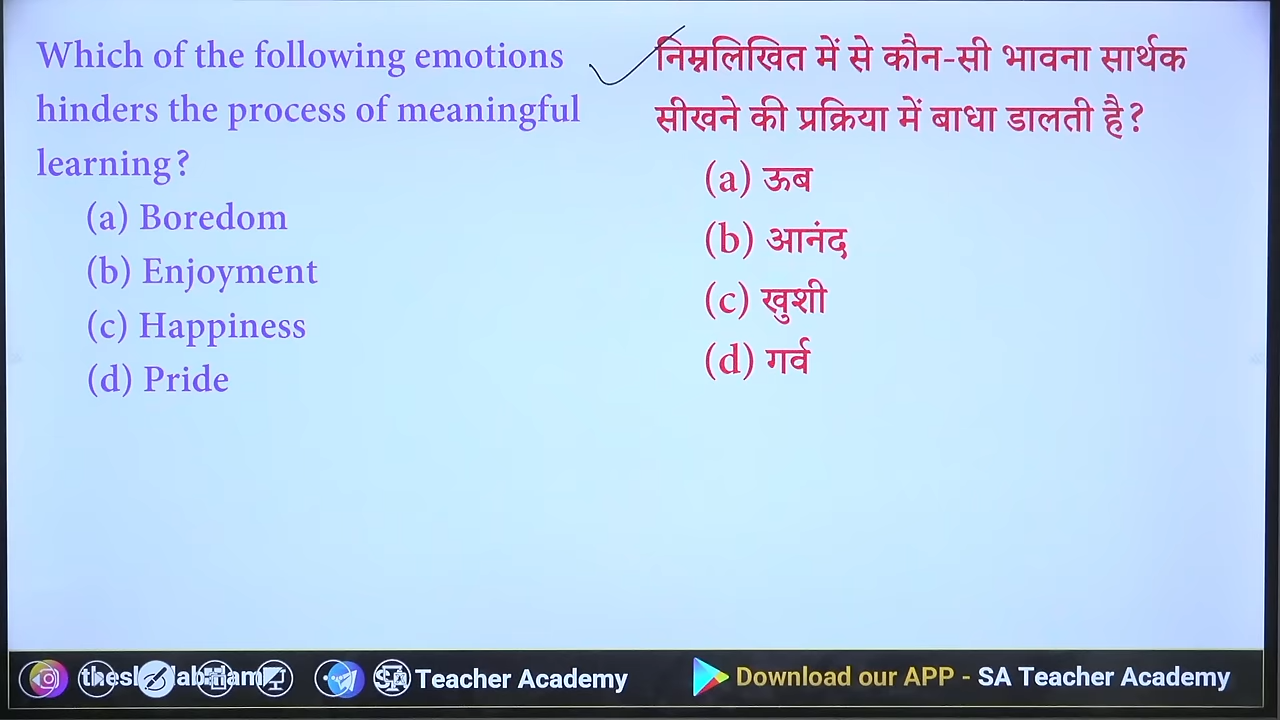 Which of the following emotions
hinders the process of meaningful
learning?
(a) Boredom
(b) Enjoyment
(c) Happiness
(d) Pride
निम्नलिखित में से कौन-सी भावना सार्थक
सीखने की प्रक्रिया में बाधा डालती है?
(a) ऊब
(b) आनंद
(c) खुशी
(d) गर्व
SA Teacher Academy
Download our APP - SA Teacher Academy